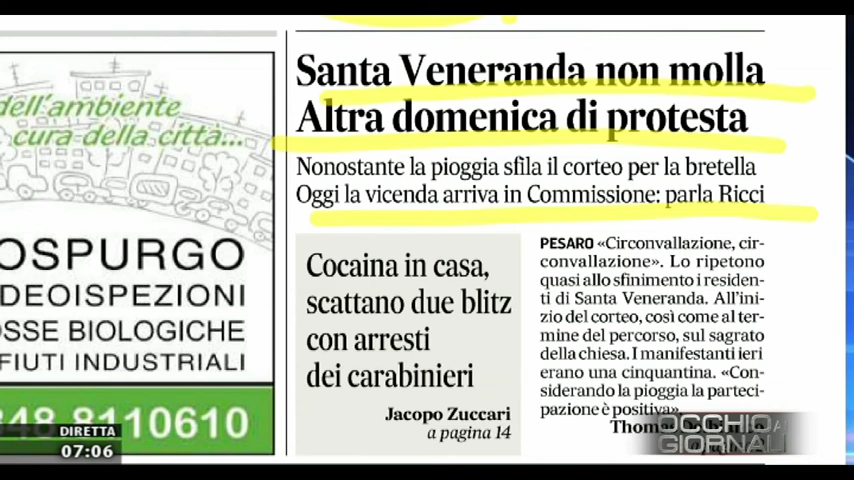 dell'ambiente
cura della città...
OSPURGO
DEOISPEZIONI
OSSE BIOLOGICHE
FIUTI INDUSTRIALI
348 8110610
DIRETTA
07:06
Santa Veneranda non molla
Altra domenica di protesta
Nonostante la pioggia sfila il corteo per la bretella
Oggi la vicenda arriva in Commissione: parla Ricci
Cocaina in casa,
scattano due blitz
con arresti
dei carabinieri
Jacopo Zuccari
a pagina 14
PESARO «Circonvallazione, cir-
convallazione». Lo ripetono
quasi allo sfinimento i residen-
ti di Santa Veneranda. All'ini-
zio del corteo, così come al ter-
mine del percorso, sul sagrato
della chiesa. I manifestanti ieri
erano una cinquantina. «Con-
siderando la pioggia la parteci-
pazione è positiva».
OCCHIO AI
GIORNALI